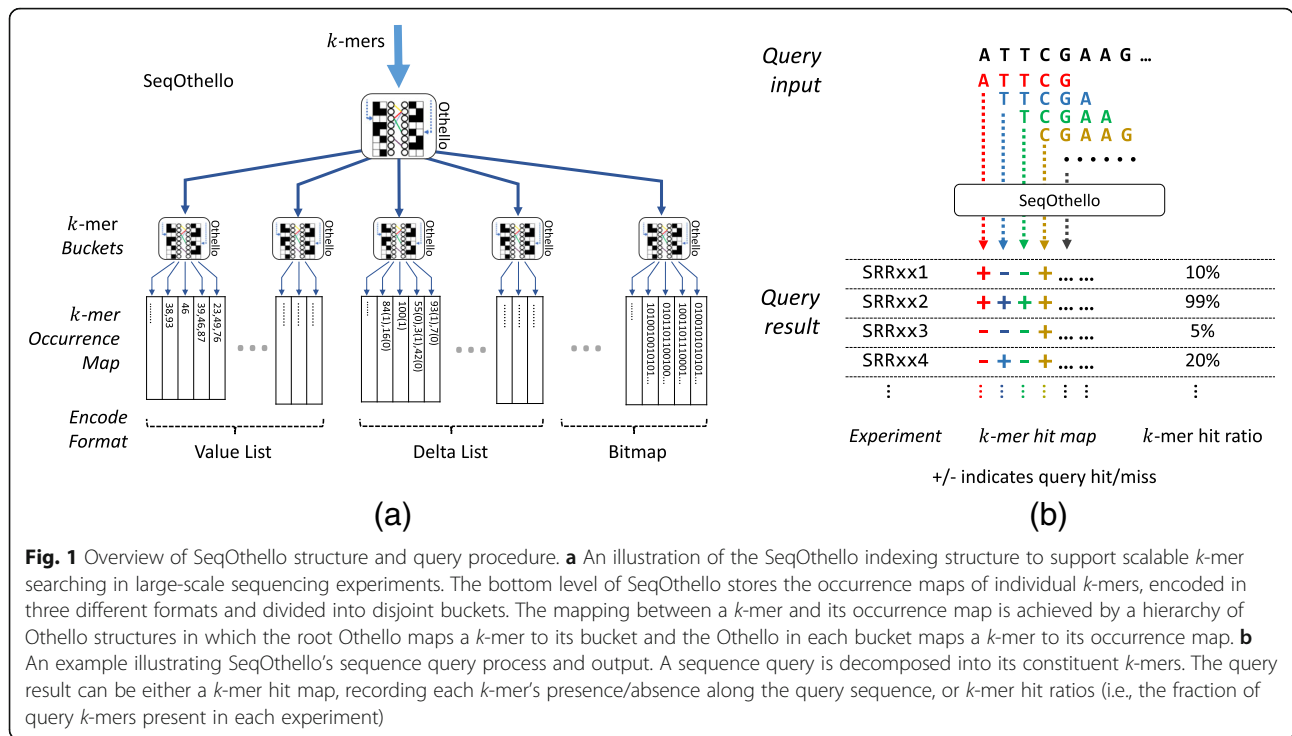 k-mers
SeqOthello
Othello
k-mer
Buckets
Othello
Othello
Othello
Othello
Othello
k-mer
Occurrence
Map
......
38,93
46
39,46,87
23,49,76
......
......
......
......
84(1),16(0)
100(1)
55(0),3(1),42(0)
93(1),7(0)
......
......
......
......
101001001010101...
100111011 0001...
0101101100100...
0100101010101...
Encode
Format
Value List
Delta List
Bitmap
(a)
Query
input
A T T C G A A G ...
A T T C G
T T C G A
T C G A A
C G A A G
......
SeqOthello
Query
result
SRRxx1 + - - + ... ... 10%
SRRxx2 + + + + ... ... 99%
SRRxx3 - - - + ... ... 5%
SRRxx4 - + - + ... ... 20%
Experiment k-mer hit map k-mer hit ratio
+/- indicates query hit/miss
(b)
Fig. 1 Overview of SeqOthello structure and query procedure. a An illustration of the SeqOthello indexing structure to support scalable k-mer
searching in large-scale sequencing experiments. The bottom level of SeqOthello stores the occurrence maps of individual k-mers, encoded in
three different formats and divided into disjoint buckets. The mapping between a k-mer and its occurrence map is achieved by a hierarchy of
Othello structures in which the root Othello maps a k-mer to its bucket and the Othello in each bucket maps a k-mer to its occurrence map. b
An example illustrating SeqOthello's sequence query process and output. A sequence query is decomposed into its constituent k-mers. The query
result can be either a k-mer hit map, recording each k-mer's presence/absence along the query sequence, or k-mer hit ratios (i.e., the fraction of
query k-mers present in each experiment)